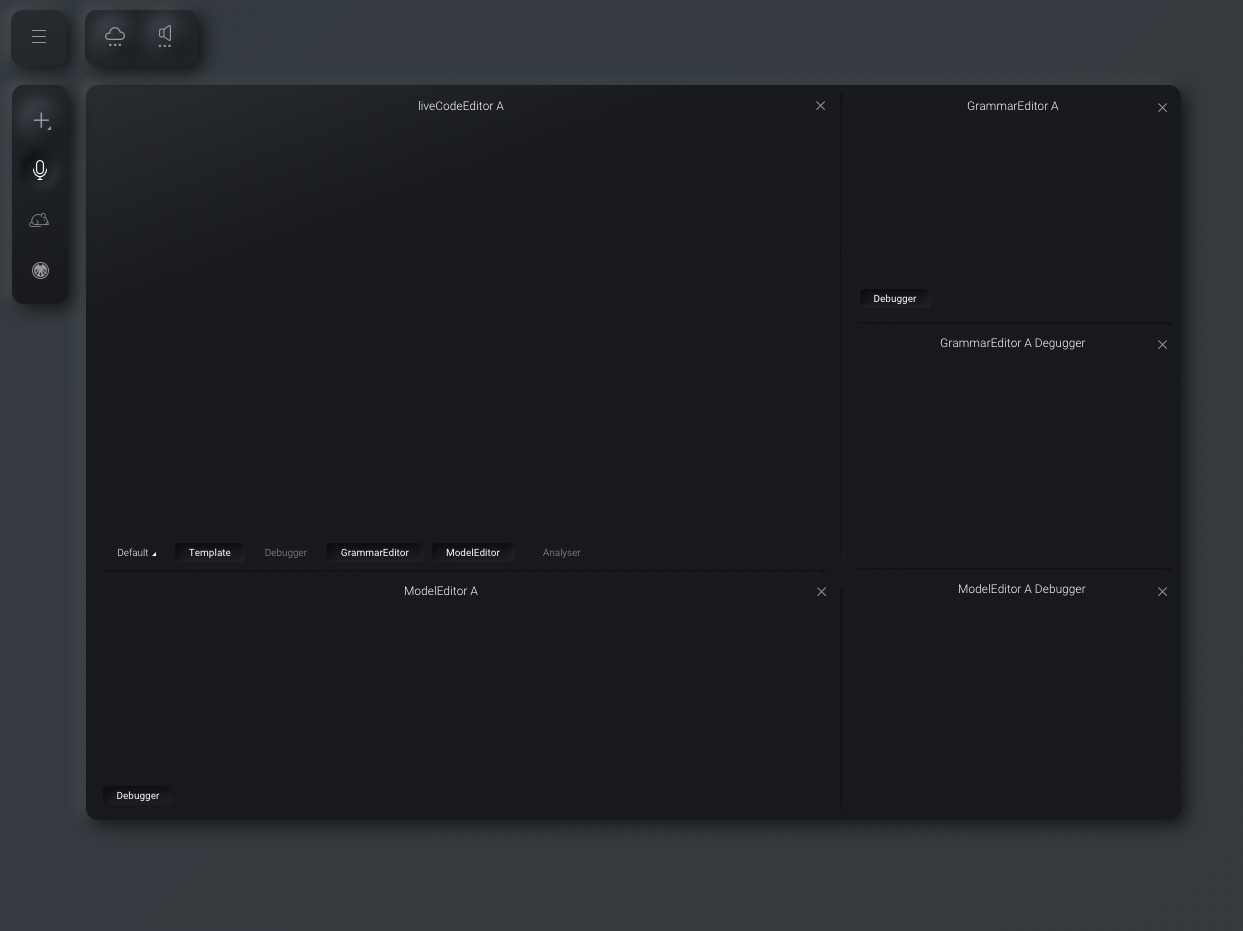 liveCodeEditor A
GrammarEditor A
Debugger
GrammarEditor A Degugger
Default
Template
Debugger
GrammarEditor
ModelEditor
Analyser
ModelEditor A
ModelEditor A Debugger
Debugger